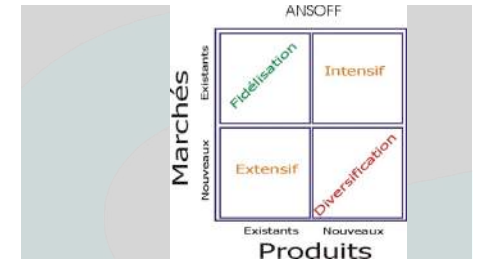 ANSOFF
Marchés
Existants
Fidélisation
Intensif
Nouveaux
Extensif
Diversification
Existants
Nouveaux
Produits